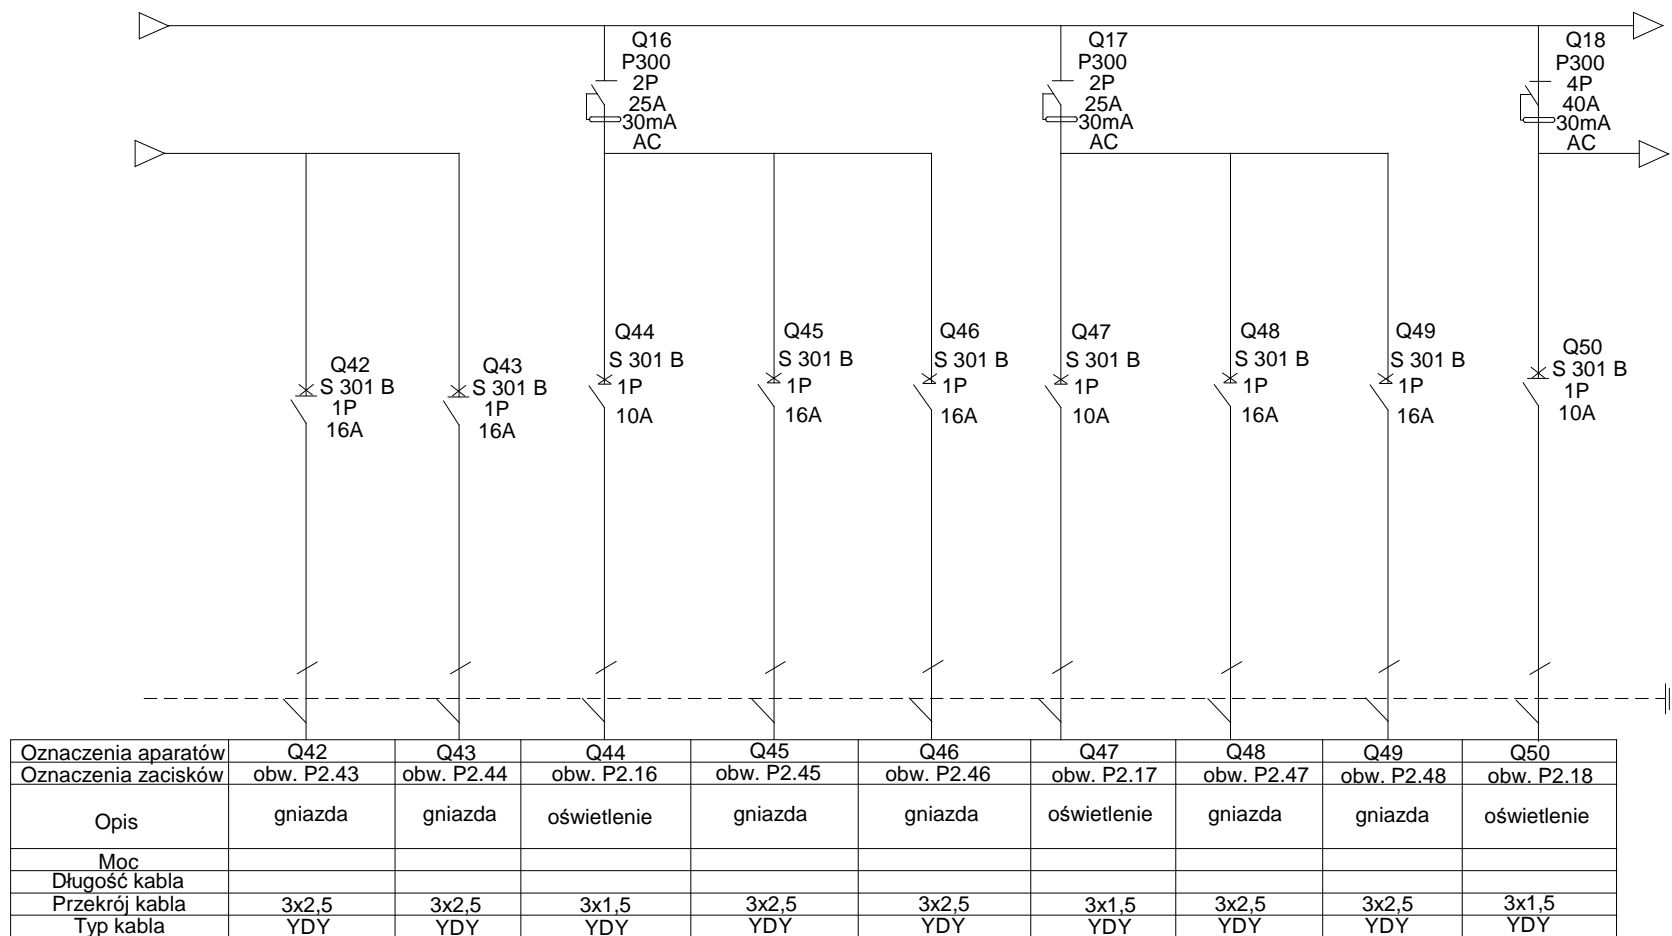 Q16
P300
2P
25A
30mA
AC
Q17
P300
2P
25A
30mA
AC
Q18
P300
4P
40A
30mA
AC
Q42
S 301 B
1P
16A
Q43
S 301 B
1P
16A
Q44
S 301 B
1P
10A
Q45
S 301 B
1P
16A
Q46
S 301 B
1P
16A
Q47
S 301 B
1P
10A
Q48
S 301 B
1P
16A
Q49
S 301 B
1P
16A
Q50
S 301 B
1P
10A
Oznaczenia aparatów Q42 Q43 Q44 Q45 Q46 Q47 Q48 Q49 Q50
Oznaczenia zacisków obw. P2.43 obw. P2.44 obw. P2.16 obw. P2.45 obw. P2.46 obw. P2.17 obw. P2.47 obw. P2.48 obw. P2.18
Opis gniazda gniazda oświetlenie gniazda gniazda oświetlenie gniazda gniazda oświetlenie
Moc
Długość kabla
Przekrój kabla 3x2,5 3x2,5 3x1,5 3x2,5 3x2,5 3x1,5 3x2,5 3x2,5 3x1,5
Typ kabla YDY YDY YDY YDY YDY YDY YDY YDY YDY